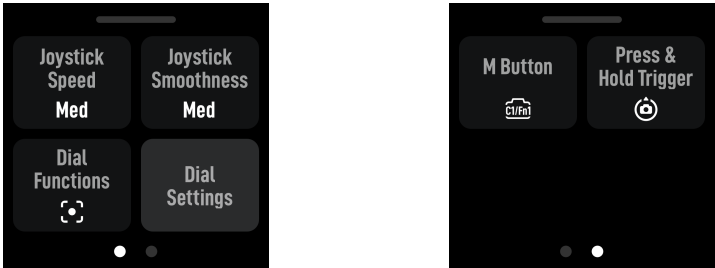 Joystick
Speed
Med
Joystick
Smoothness
Med
Dial
Functions
Dial
Settings
M Button
C1/Fn1
Press &
Hold Trigger